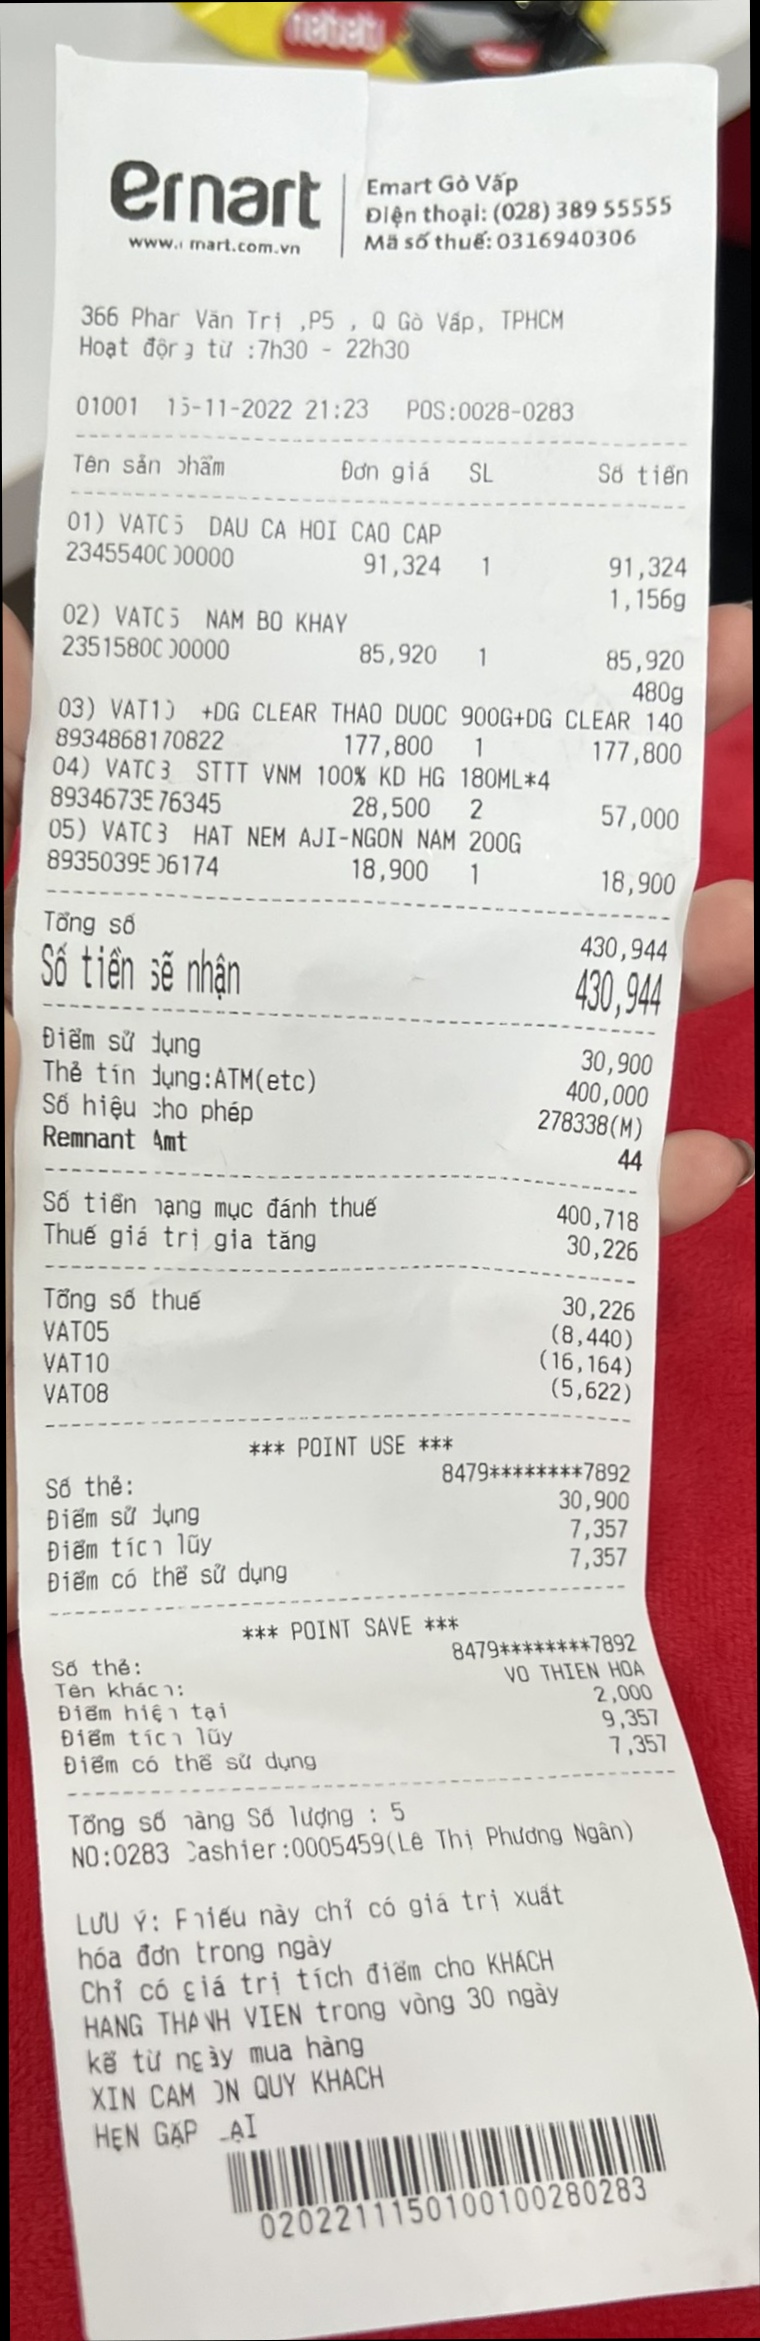 emart
www. mart.com.vn
Emart Gò Vấp
Điện thoại: (028) 389 55555
Mã số thuế: 0316940306
366 Phan Văn Trị ,P5 , Q Gò Vấp, TPHCM
Hoạt động từ :7h30 - 22h30
01001 15-11-2022 21:23 POS:0028-0283
Tên sản phẩm Đơn giá SL Số tiền
01) VAT05 DAU CA HOI CAO CAP
2345540000000 91,324 1 91,324
1,156g
02) VAT05 NAM BO KHAY
2351580000000 85,920 1 85,920
480g
03) VAT10 +DG CLEAR THAO DUOC 900G+DG CLEAR 140
8934868170822 177,800 1 177,800
04) VAT08 STTT VNM 100% KD HG 180ML*4
8934673576345 28,500 2 57,000
05) VAT08 HAT NEM AJI-NGON NAM 200G
8935039506174 18,900 1 18,900
Tổng số 430,944
Số tiền sẽ nhận 430,944
Điểm sử dụng 30,900
Thẻ tín dụng:ATM(etc) 400,000
Số hiệu cho phép 278338(M)
Remnant Amt 44
Số tiền hạng mục đánh thuế 400,718
Thuế giá trị gia tăng 30,226
Tổng số thuế 30,226
VAT05 (8,440)
VAT10 (16,164)
VAT08 (5,622)
*** POINT USE ***
Số thẻ: 8479********7892
Điểm sử dụng 30,900
Điểm tích lũy 7,357
Điểm có thể sử dụng 7,357
*** POINT SAVE ***
Số thẻ: 8479********7892
Tên khách: VO THIEN HOA
Điểm hiện tại 2,000
Điểm tích lũy 9,357
Điểm có thể sử dụng 7,357
Tổng số hàng Số lượng : 5
NO:0283 Cashier:0005459(Lê Thị Phương Ngân)
LƯU Ý: Phiếu này chỉ có giá trị xuất
hóa đơn trong ngày
Chỉ có giá trị tích điểm cho KHÁCH
HANG THANH VIEN trong vòng 30 ngày
kể từ ngày mua hàng
XIN CAM ON QUY KHACH
HẸN GẶP LẠI
0202211150100100280283